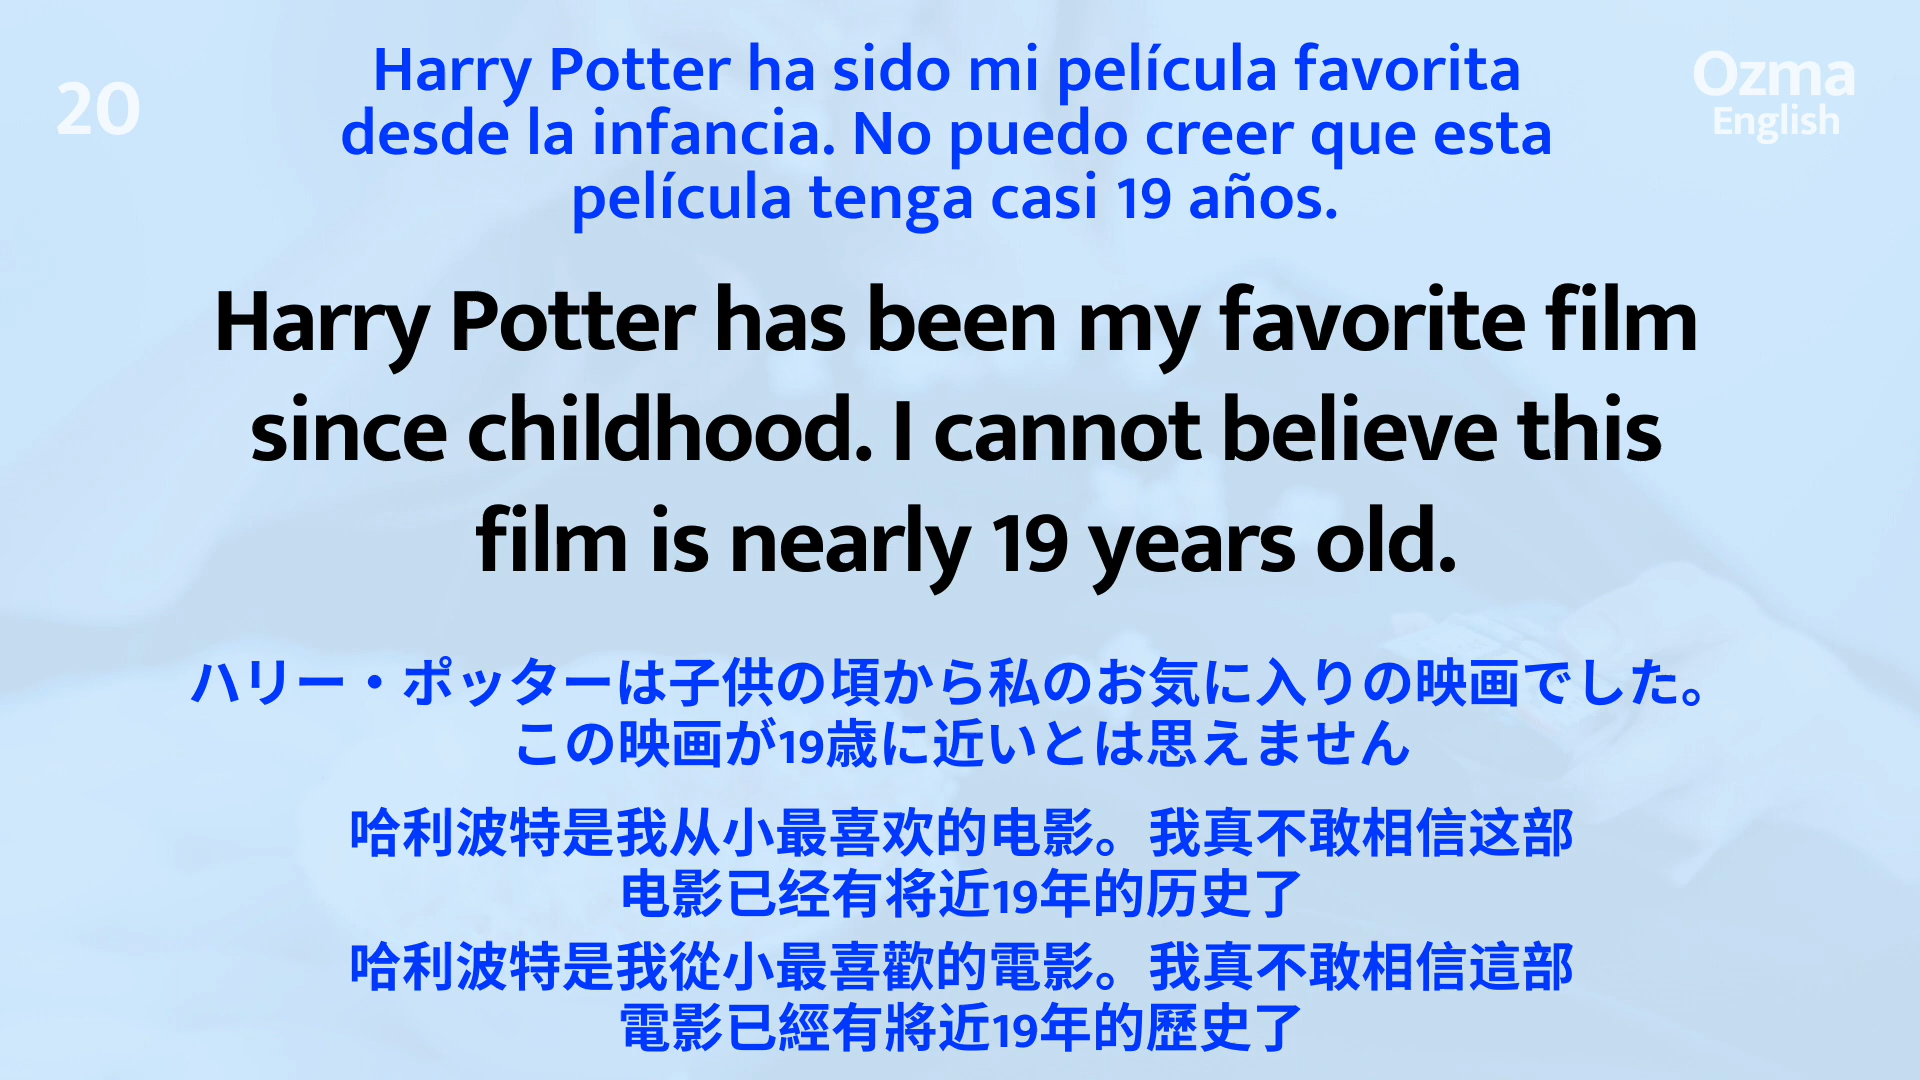 20
Ozma
English
Harry Potter ha sido mi película favorita
desde la infancia. No puedo creer que esta
película tenga casi 19 años.
Harry Potter has been my favorite film
since childhood. I cannot believe this
film is nearly 19 years old.
ハリー・ポッターは子供の頃から私のお気に入りの映画でした。
この映画が19歳に近いとは思えません
哈利波特是我从小最喜欢的电影。我真不敢相信这部
电影已经有将近19年的历史了
哈利波特是我從小最喜歡的電影。我真不敢相信這部
電影已經有將近19年的歷史了